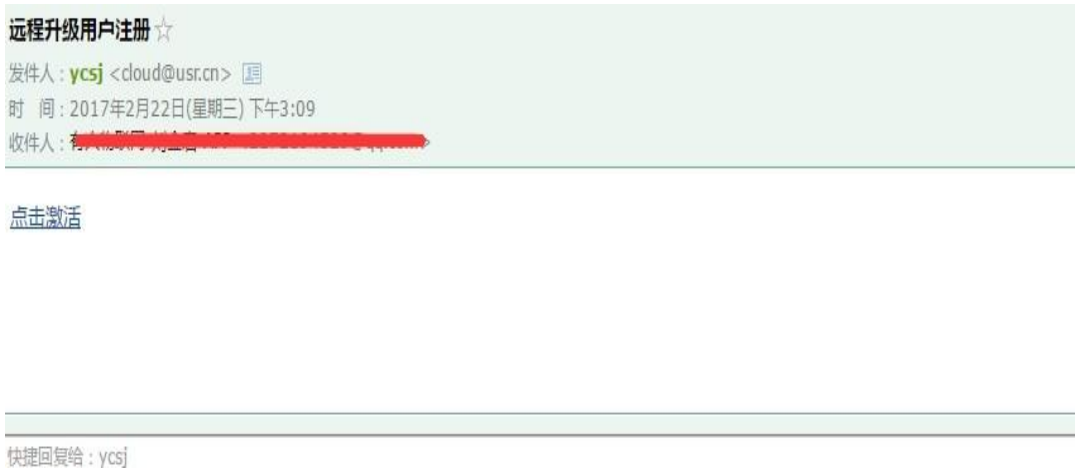 远程升级用户注册☆
发件人：ycsj <cloud@usr.cn>
时 间：2017年2月22日(星期三) 下午3:09
收件人：
点击激活
快捷回复给：ycsj